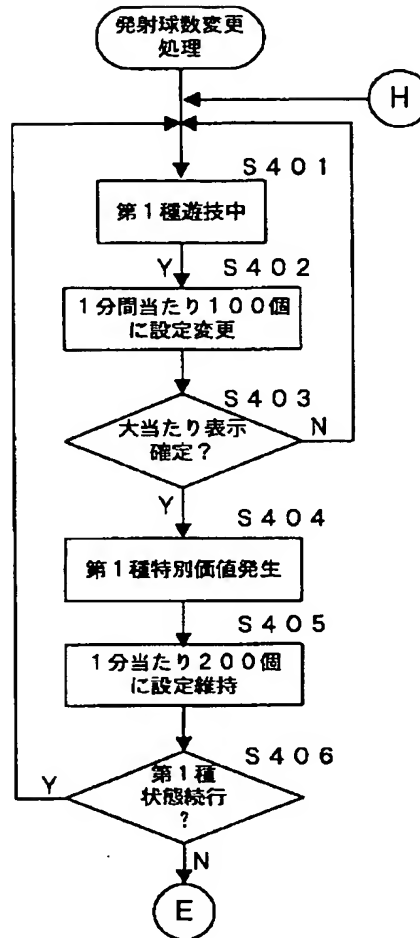 発射球数変更
処理
H
S401
第1種遊技中
Y
S402
1分間当たり100個
に設定変更
S403
大当たり表示
確定?
N
Y
S404
第1種特別価値発生
S405
1分当たり200個
に設定維持
S406
Y
第1種
状態続行
?
N
E